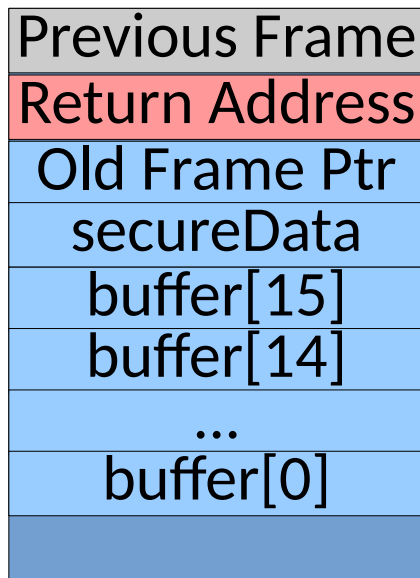 Previous Frame
Return Address
Old Frame Ptr
secureData
buffer[15]
buffer[14]
...
buffer[0]